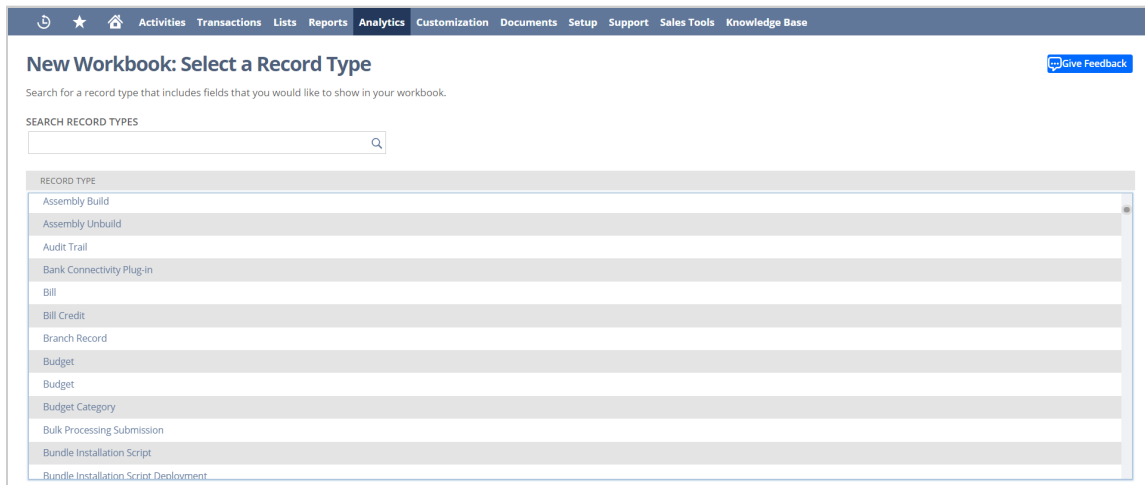 Activities Transactions Lists Reports Analytics Customization Documents Setup Support Sales Tools Knowledge Base
New Workbook: Select a Record Type
Give Feedback
Search for a record type that includes fields that you would like to show in your workbook.
SEARCH RECORD TYPES
RECORD TYPE
Assembly Build
Assembly Unbuild
Audit Trail
Bank Connectivity Plug-in
Bill
Bill Credit
Branch Record
Budget
Budget
Budget Category
Bulk Processing Submission
Bundle Installation Script
Bundle Installation Script Deployment